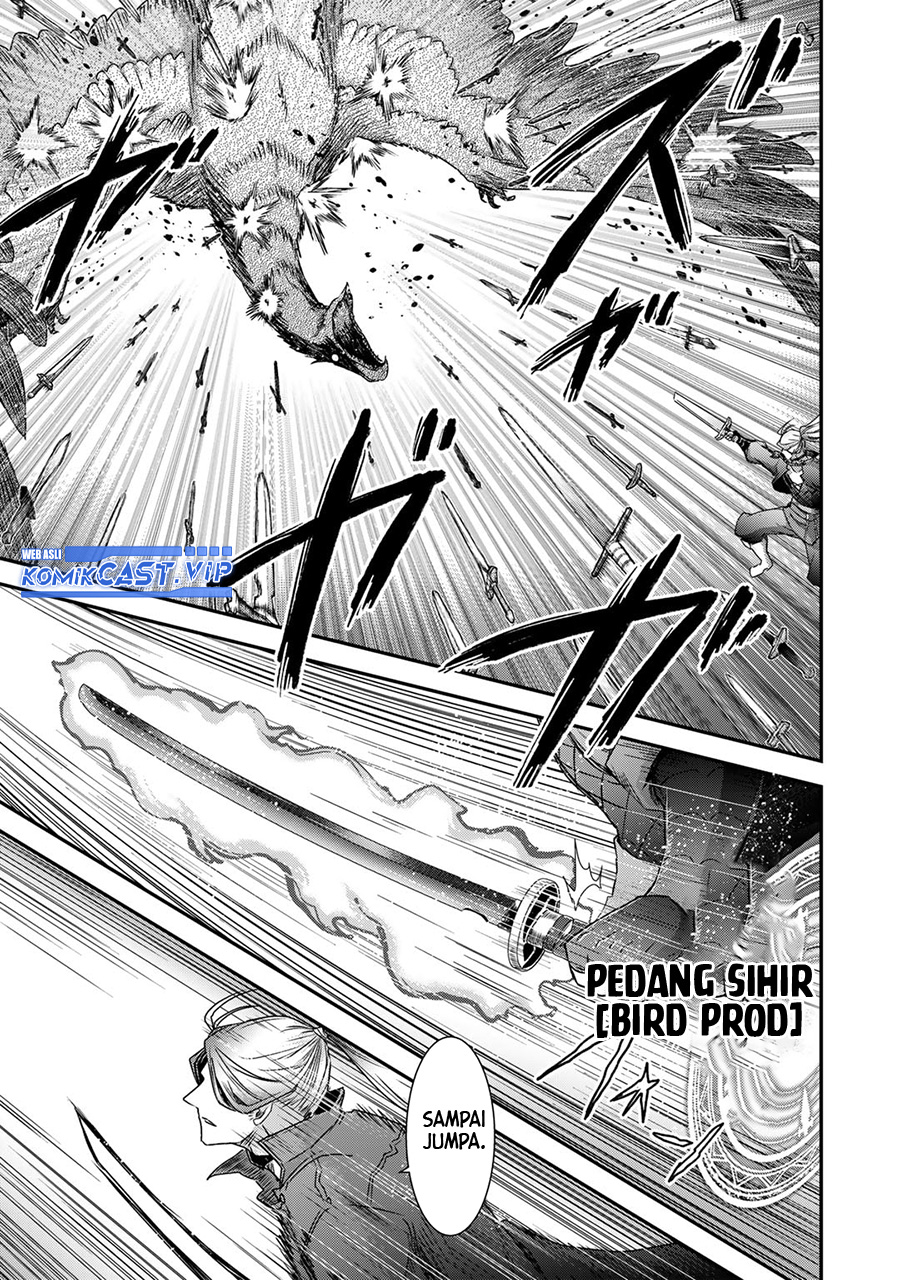 ズガガガガ
WEB ASLI
KOMIKCAST.VIP
PEDANG SIHIR
[BIRD PROD]
SAMPAI
JUMPA.